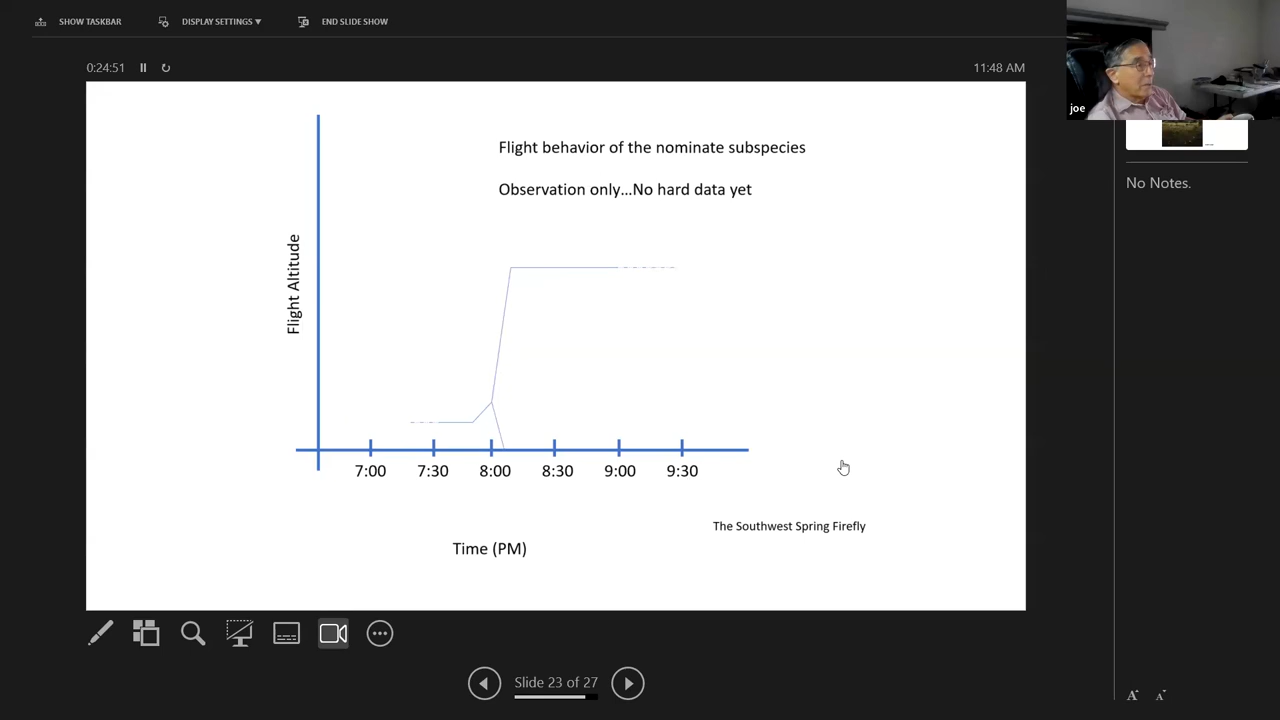 SHOW TASKBAR
DISPLAY SETTINGS
END SLIDE SHOW
0:24:51
11:48 AM
joe
No Notes.
Flight behavior of the nominate subspecies
Observation only...No hard data yet
Flight Altitude
7:00
7:30
8:00
8:30
9:00
9:30
The Southwest Spring Firefly
Time (PM)
Slide 23 of 27
A
A